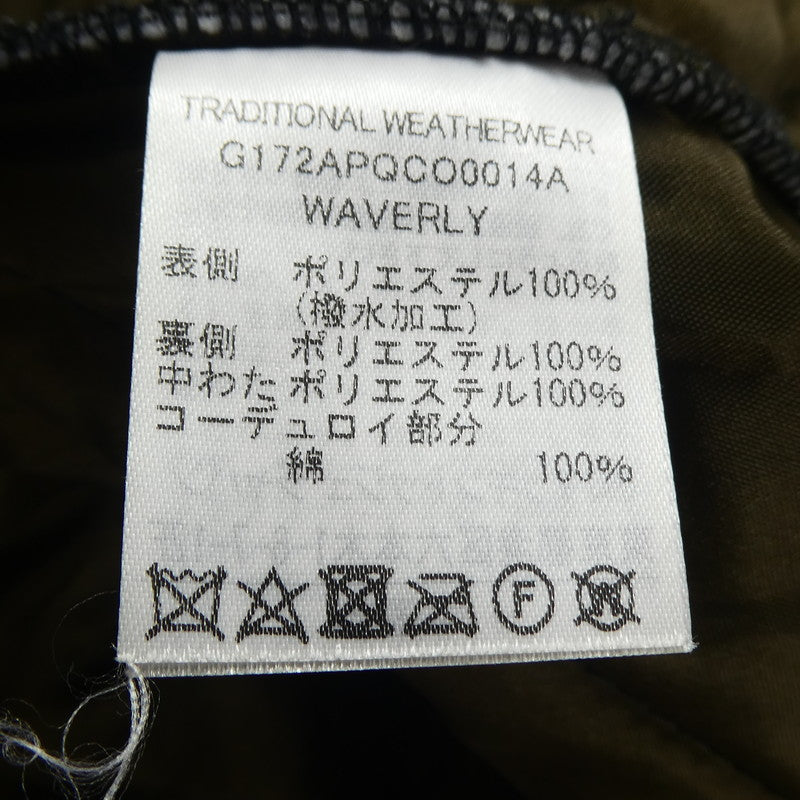 TRADITIONAL WEATHERWEAR
G172APQCO0014A
WAVERLY
表側 ポリエステル100%
(撥水加工)
裏側 ポリエステル100%
中わた ポリエステル100%
コーデュロイ部分
綿 100%
F
W